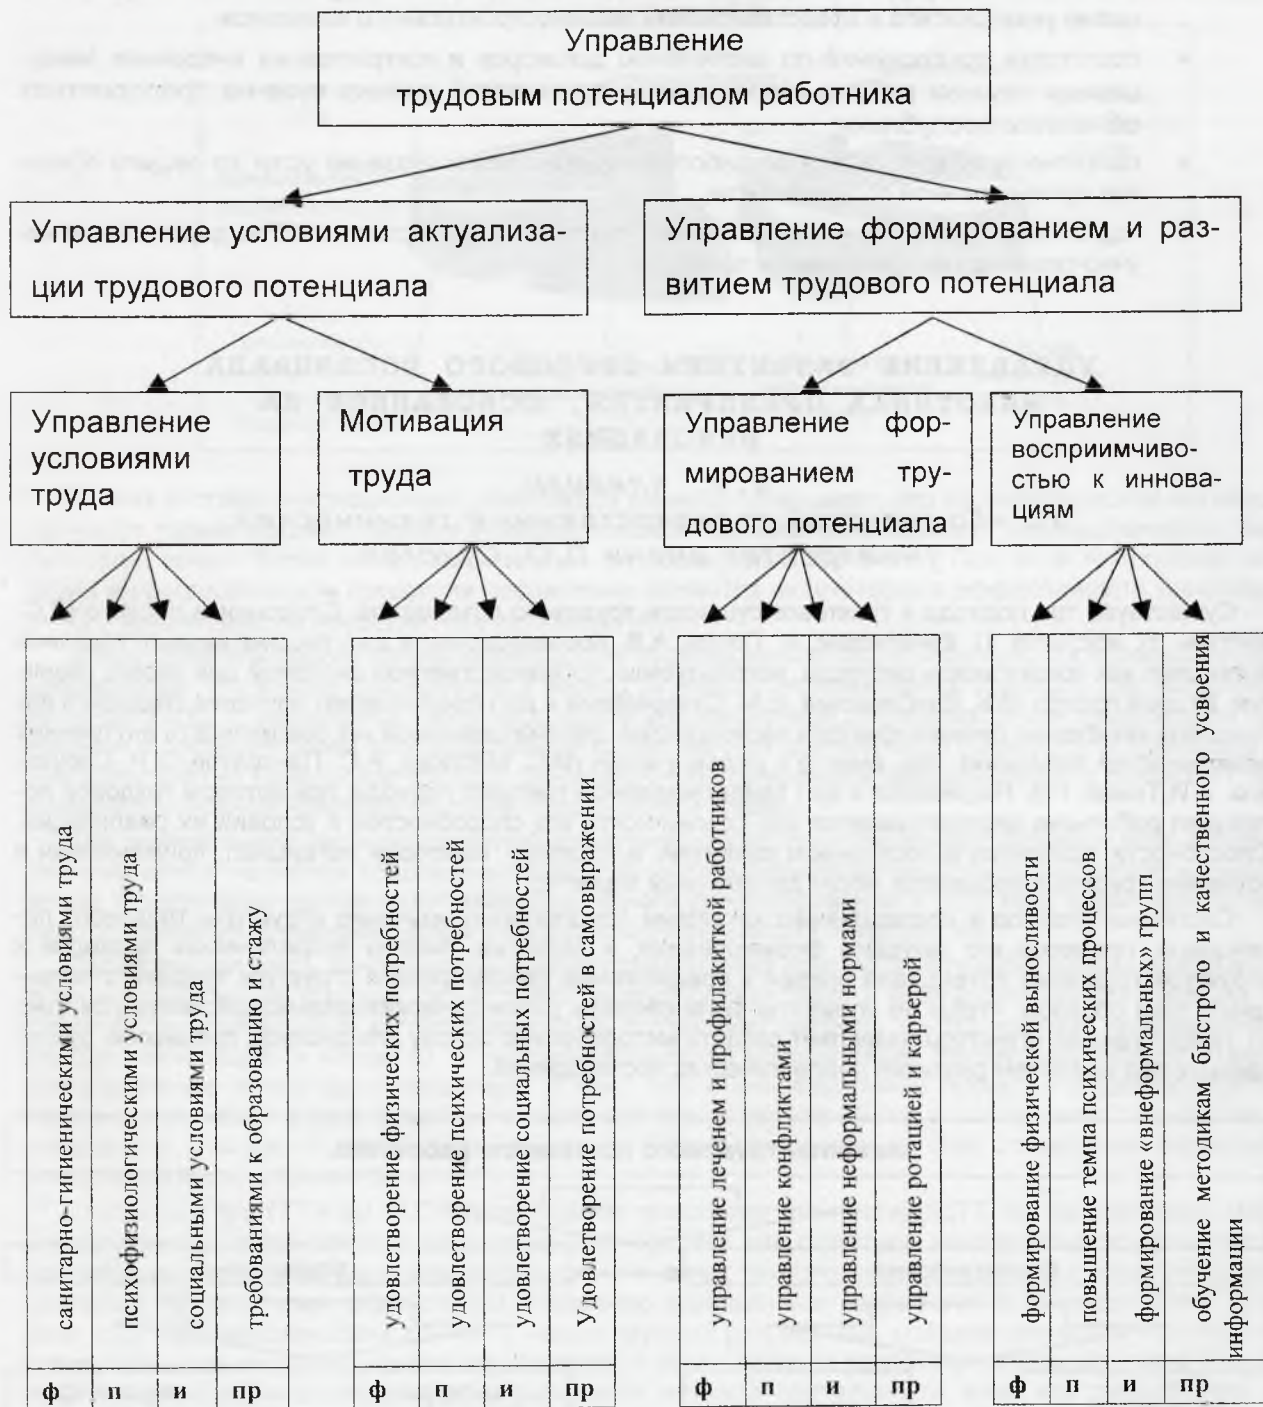 Управление
трудовым потенциалом работника
Управление условиями актуализа-
ции трудового потенциала
Управление формированием и раз-
витием трудового потенциала
Управление
условиями
труда
Мотивация
труда
Управление фор-
мированием тру-
дового потенциала
Управление
восприимчиво-
стью к иннова-
циям
санитарно-гигиеническими условиями труда
психофизиологическими условиями труда
социальными условиями труда
требованиями к образованию и стажу
удовлетворение физических потребностей
удовлетворение психических потребностей
удовлетворение социальных потребностей
Удовлетворение потребностей в самовыражении
управление леченем и профилакиткой работников
управление конфликтами
управление неформальными нормами
управление ротацией и карьерой
формирование физической выносливости
повышение темпа психических процессов
формирование «внеформальных» групп
обучение методикам быстрого и качественного усвоения
информации
ф п и пр
ф п и пр
ф п и пр
ф п и пр